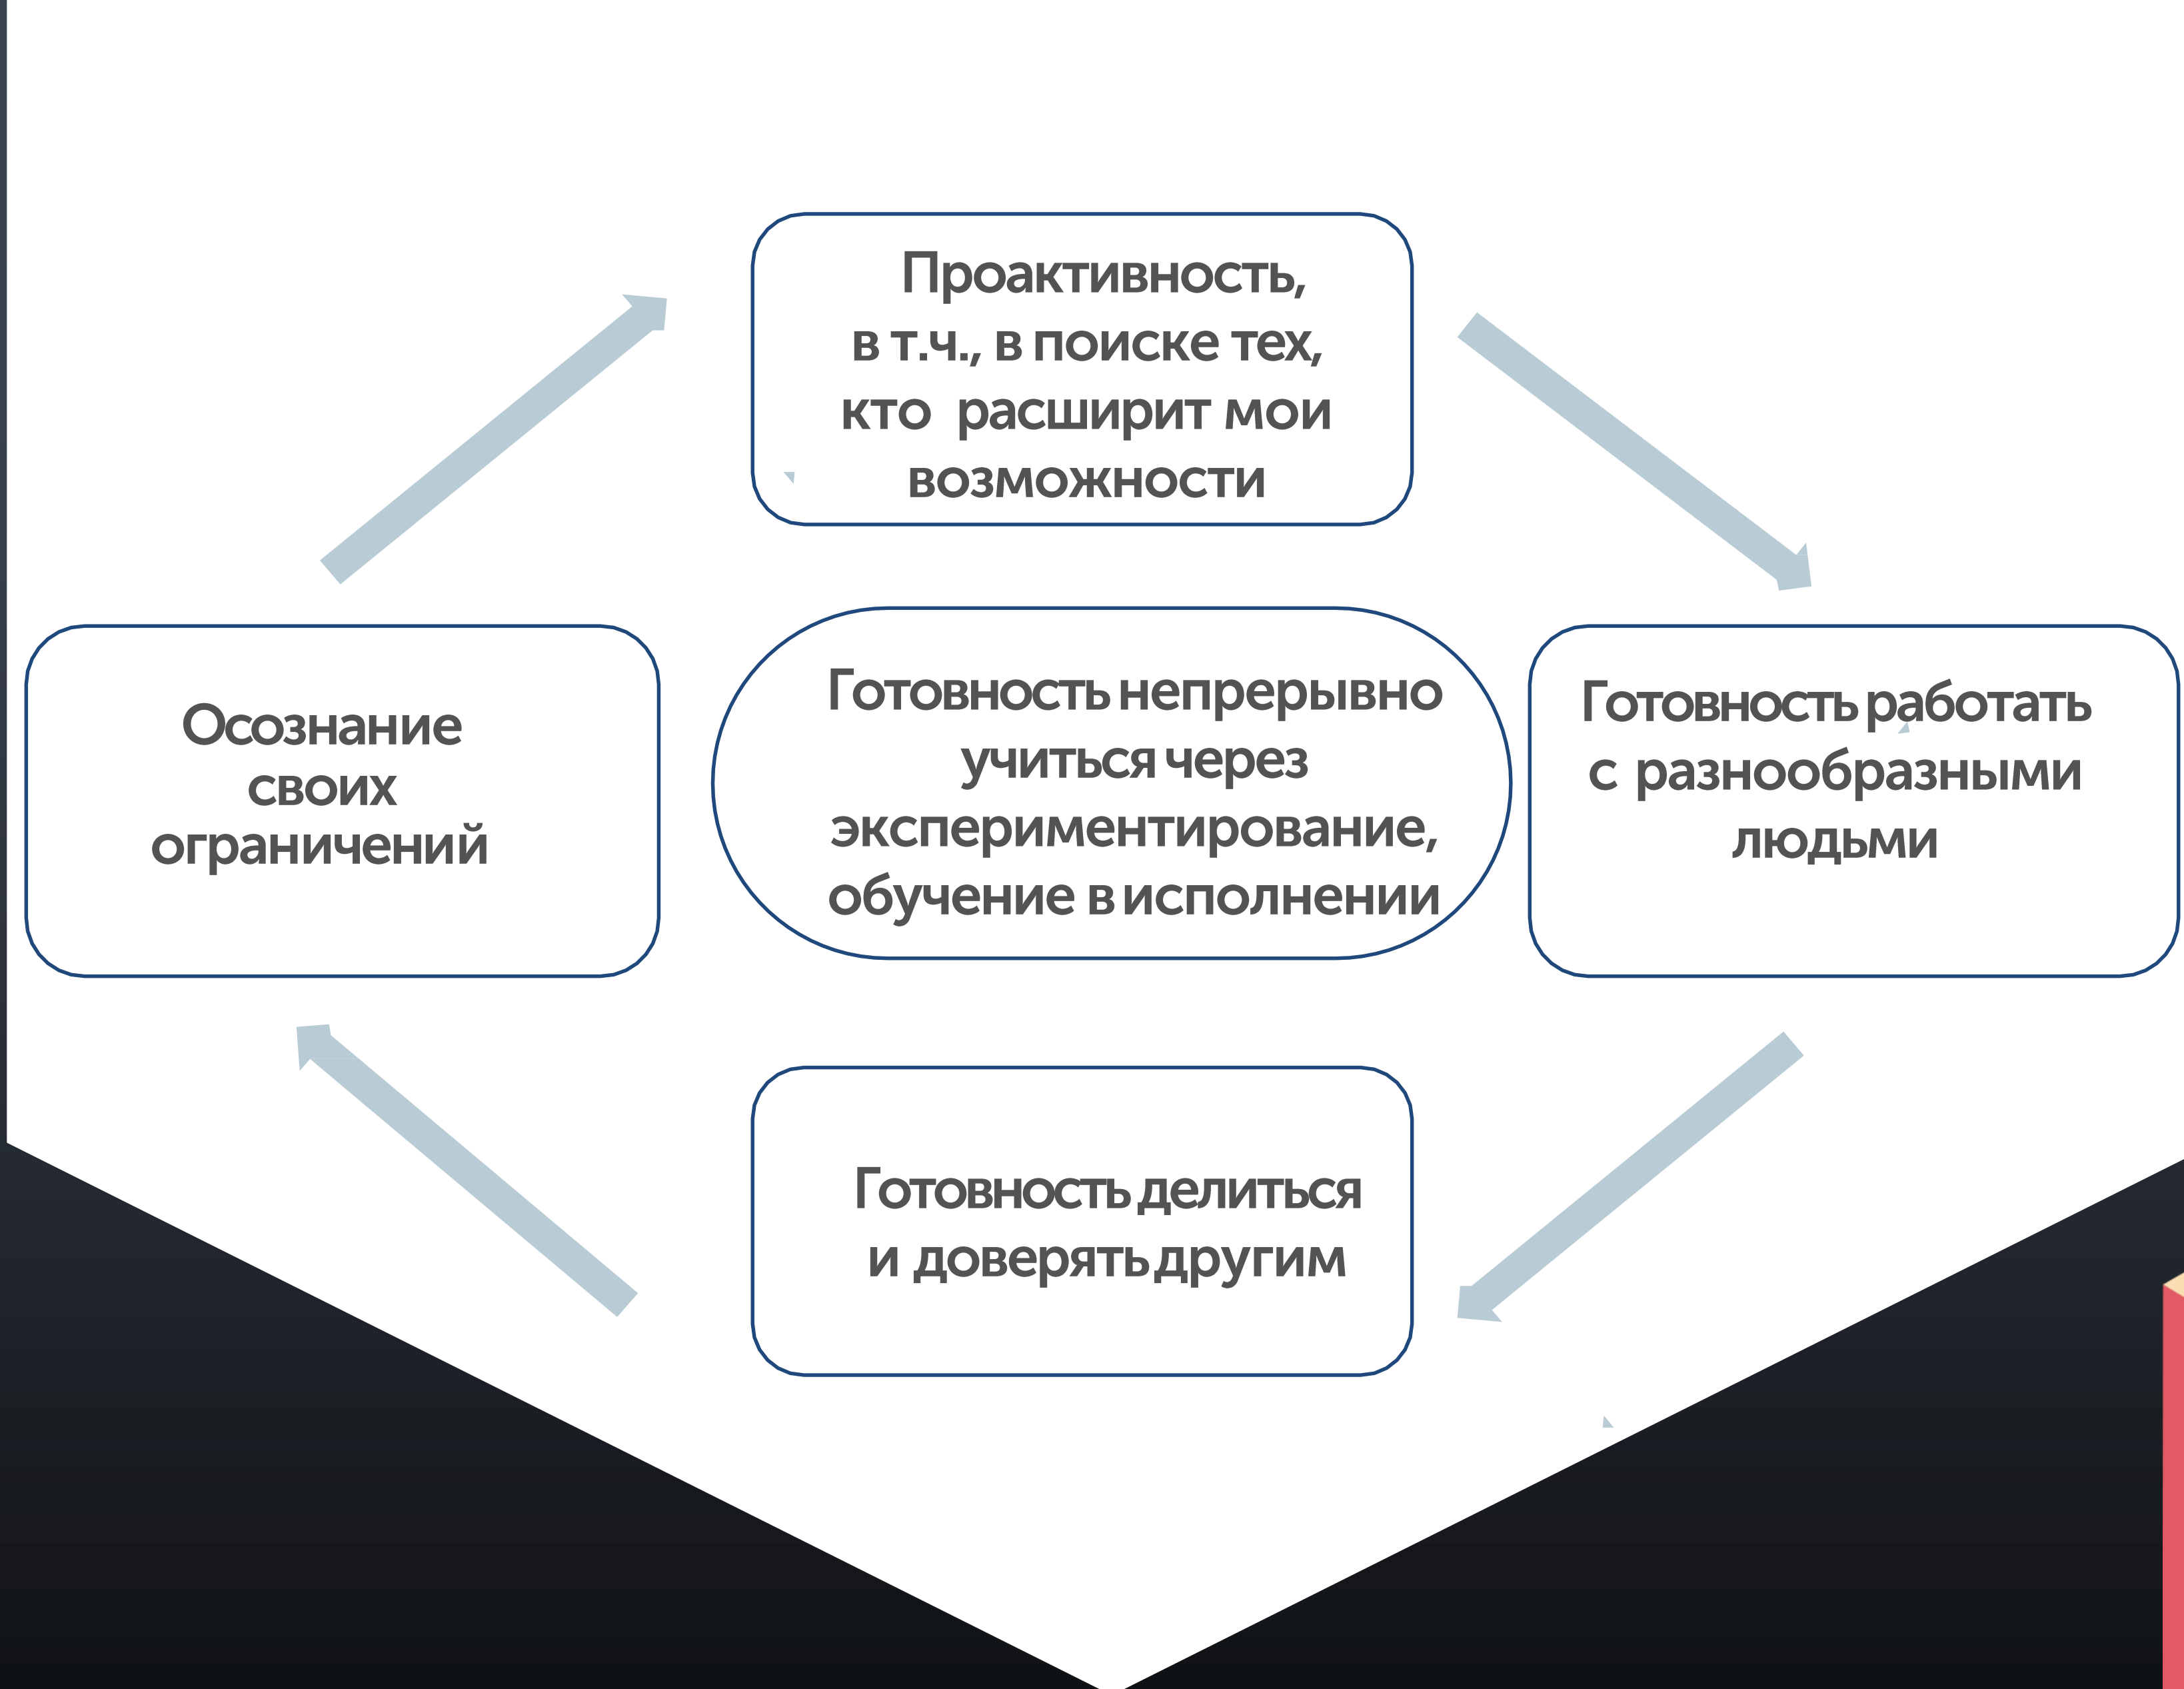 Проактивность,
в т.ч., в поиске тех,
кто расширит мои
возможности
Осознание
своих
ограничений
Готовность непрерывно
учиться через
экспериментирование,
обучение в исполнении
Готовность работать
с разнообразными
людьми
Готовность делиться
и доверять другим